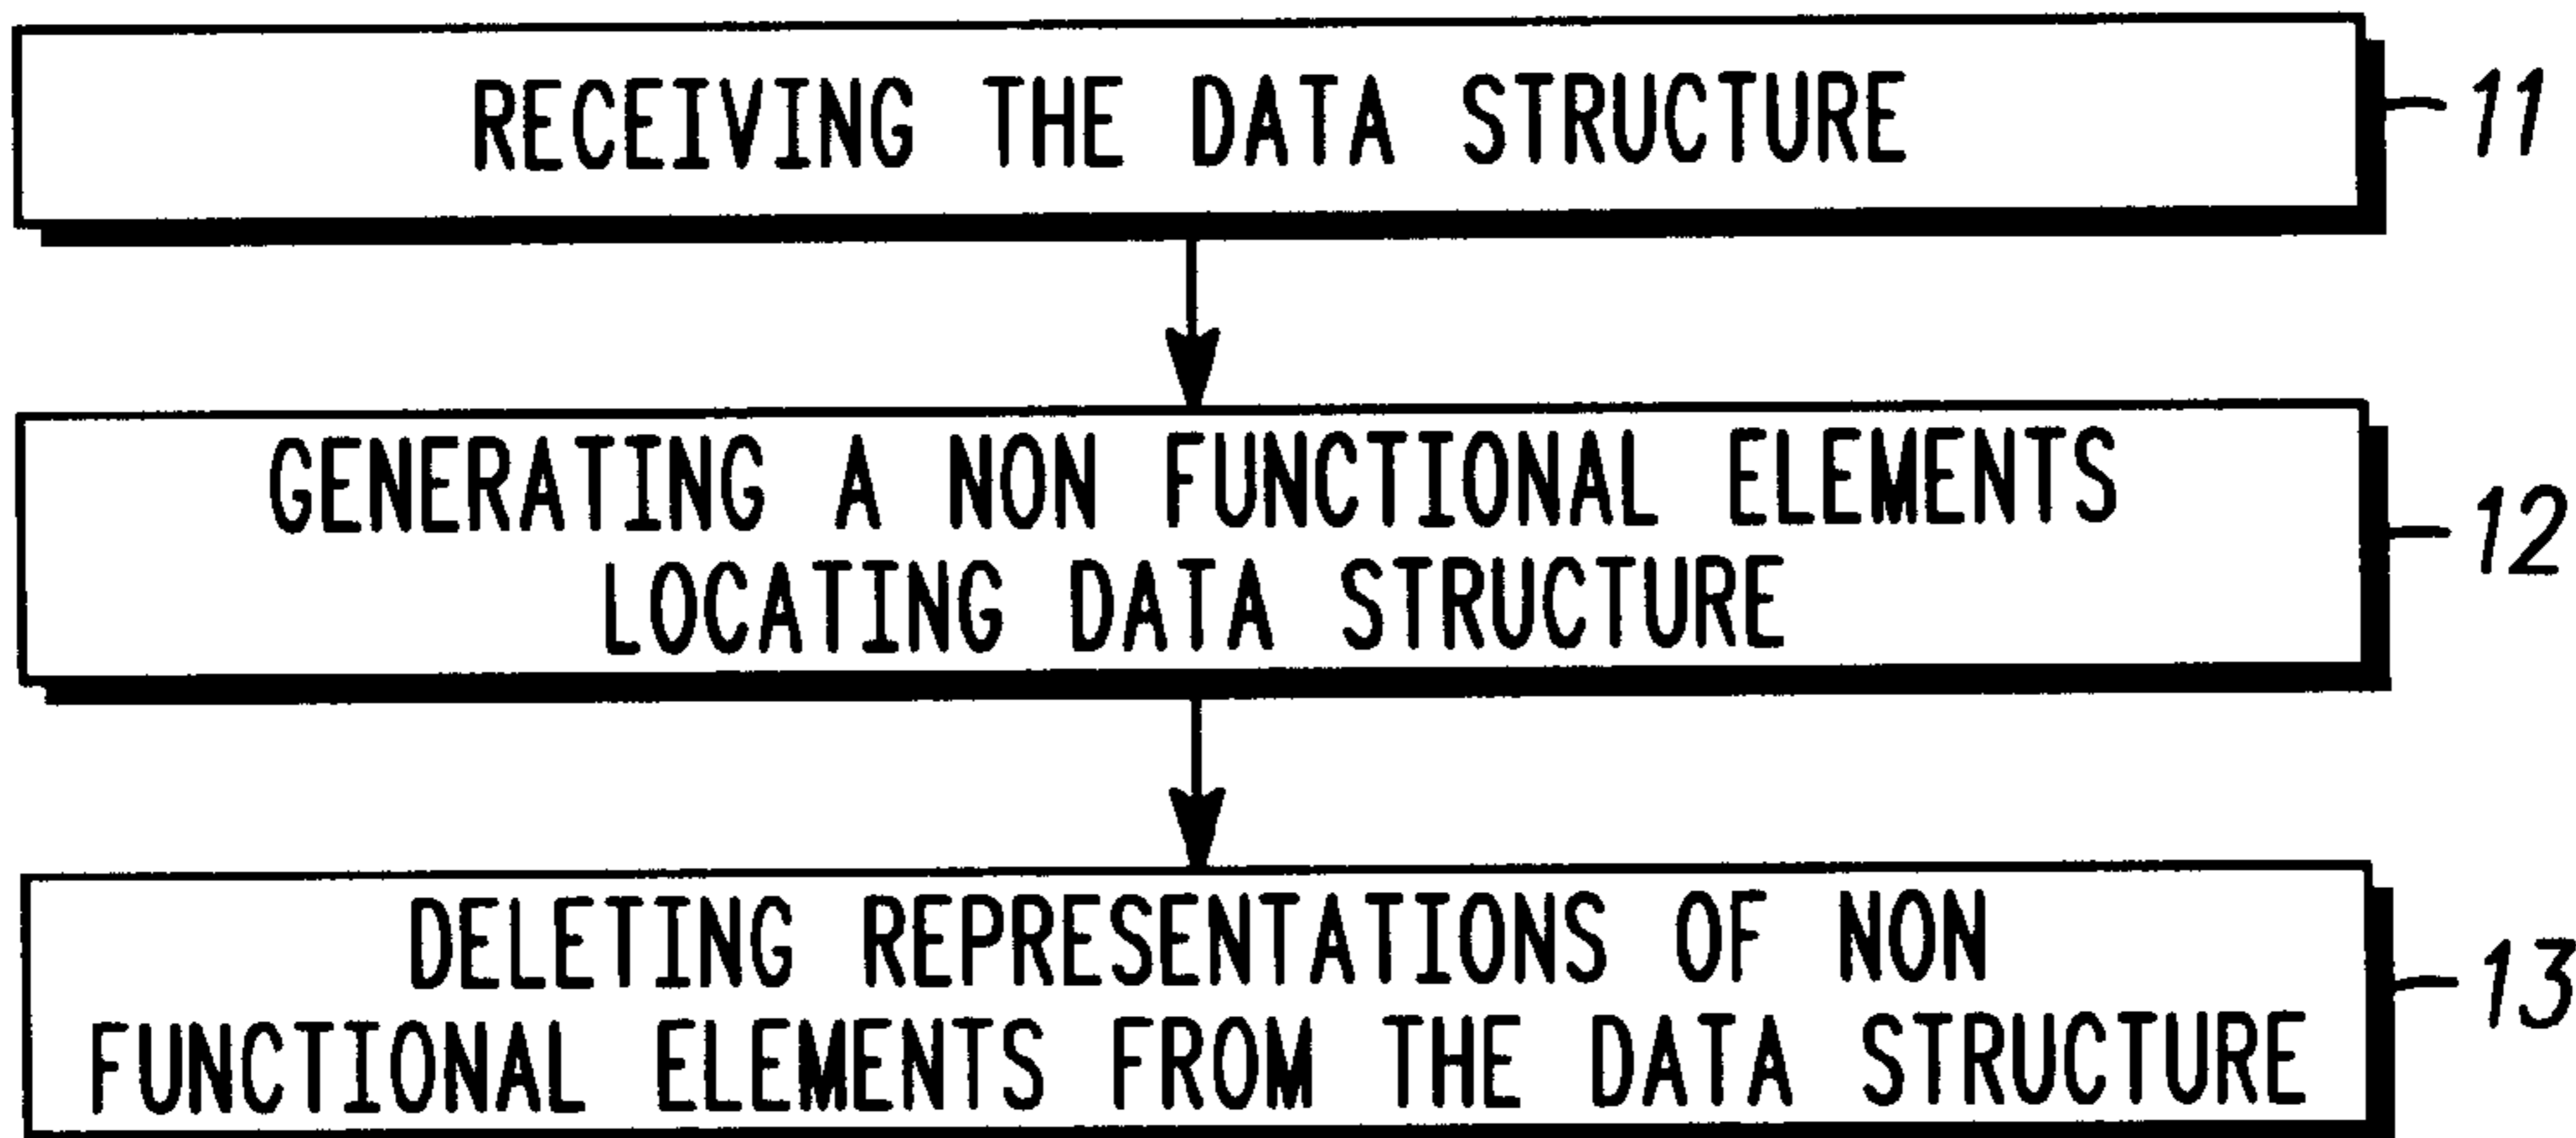 RECEIVING THE DATA STRUCTURE
11
GENERATING A NON FUNCTIONAL ELEMENTS
LOCATING DATA STRUCTURE
12
DELETING REPRESENTATIONS OF NON
FUNCTIONAL ELEMENTS FROM THE DATA STRUCTURE
13